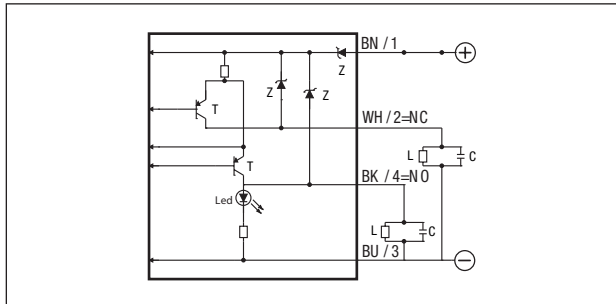 BN / 1
+
Z
Z
Z
T
WH / 2=NC
L
C
T
BK / 4=NO
Led
L
C
BU / 3
−